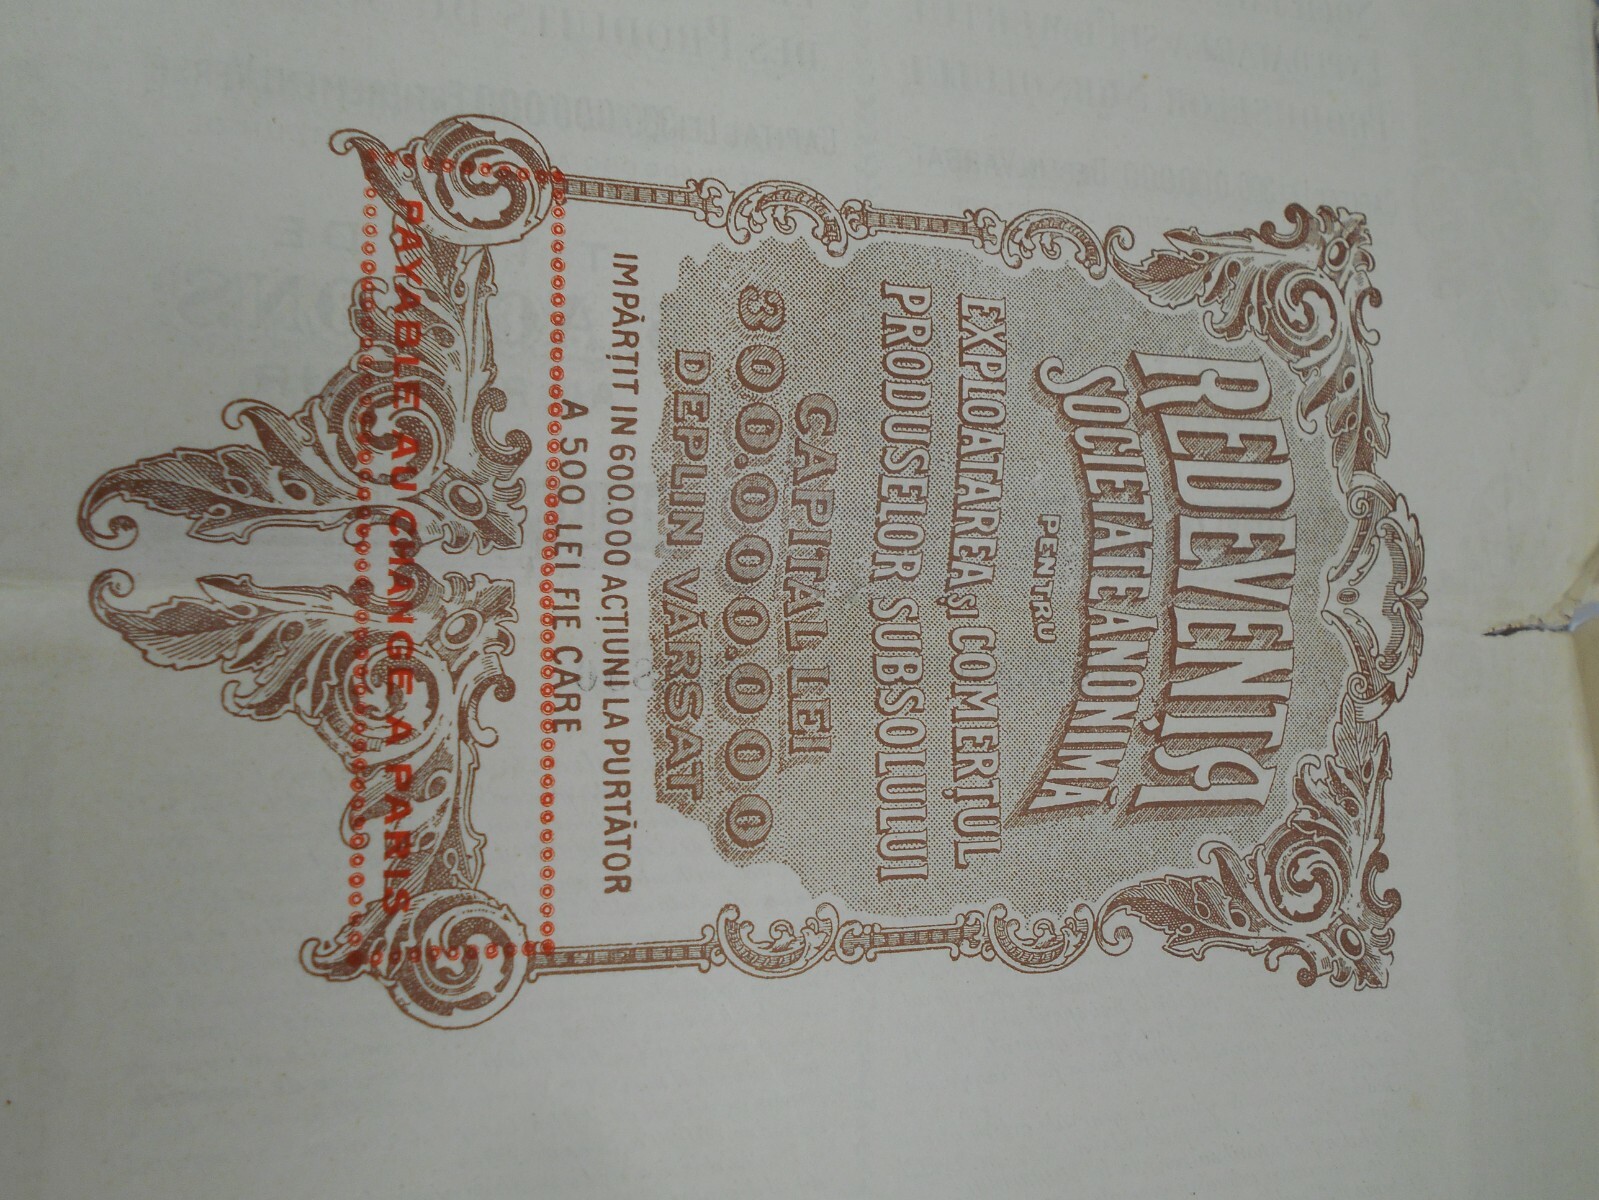 REDEVENȚA
SOCIETATE ANONIMĂ
PENTRU
EXPLOATAREA ȘI COMERȚUL
PRODUSELOR SUBSOLULUI
CAPITAL LEI
300.000.000
DEPLIN VĂRSAT
IMPĂRȚIT IN 600.000 ACȚIUNI LA PURTĂTOR
A 500 LEI FIE CARE
PAYABLE AU CHANGE A PARIS